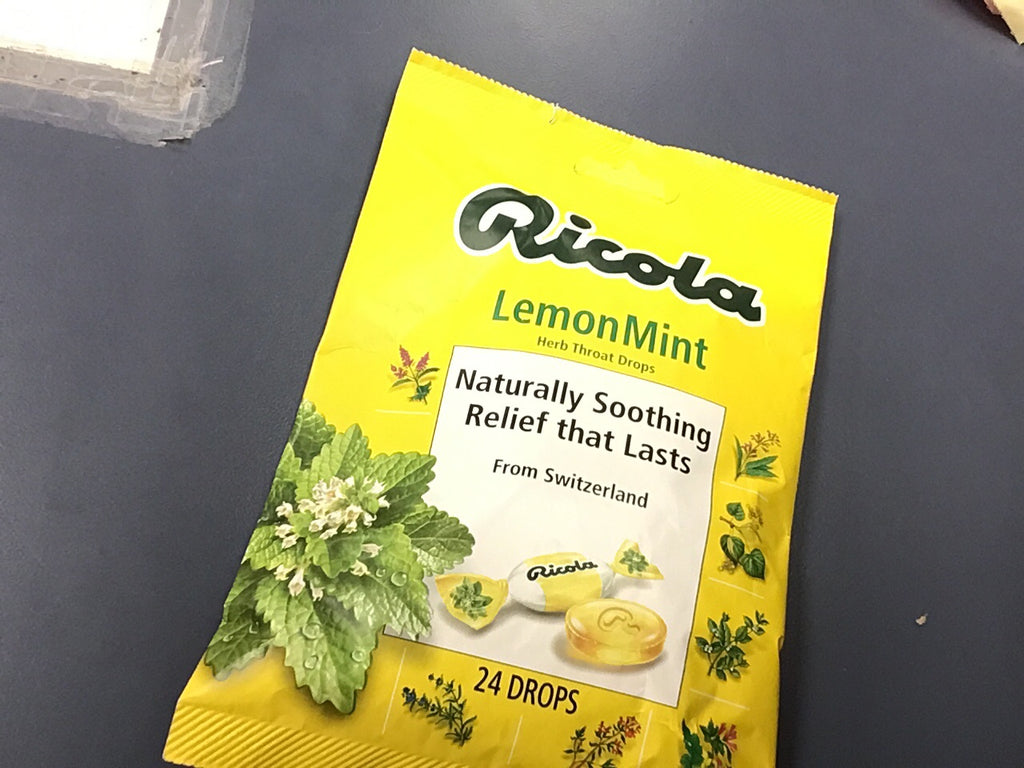 Ricola
LemonMint
Herb Throat Drops
Naturally Soothing
Relief that Lasts
From Switzerland
Ricola
24 DROPS